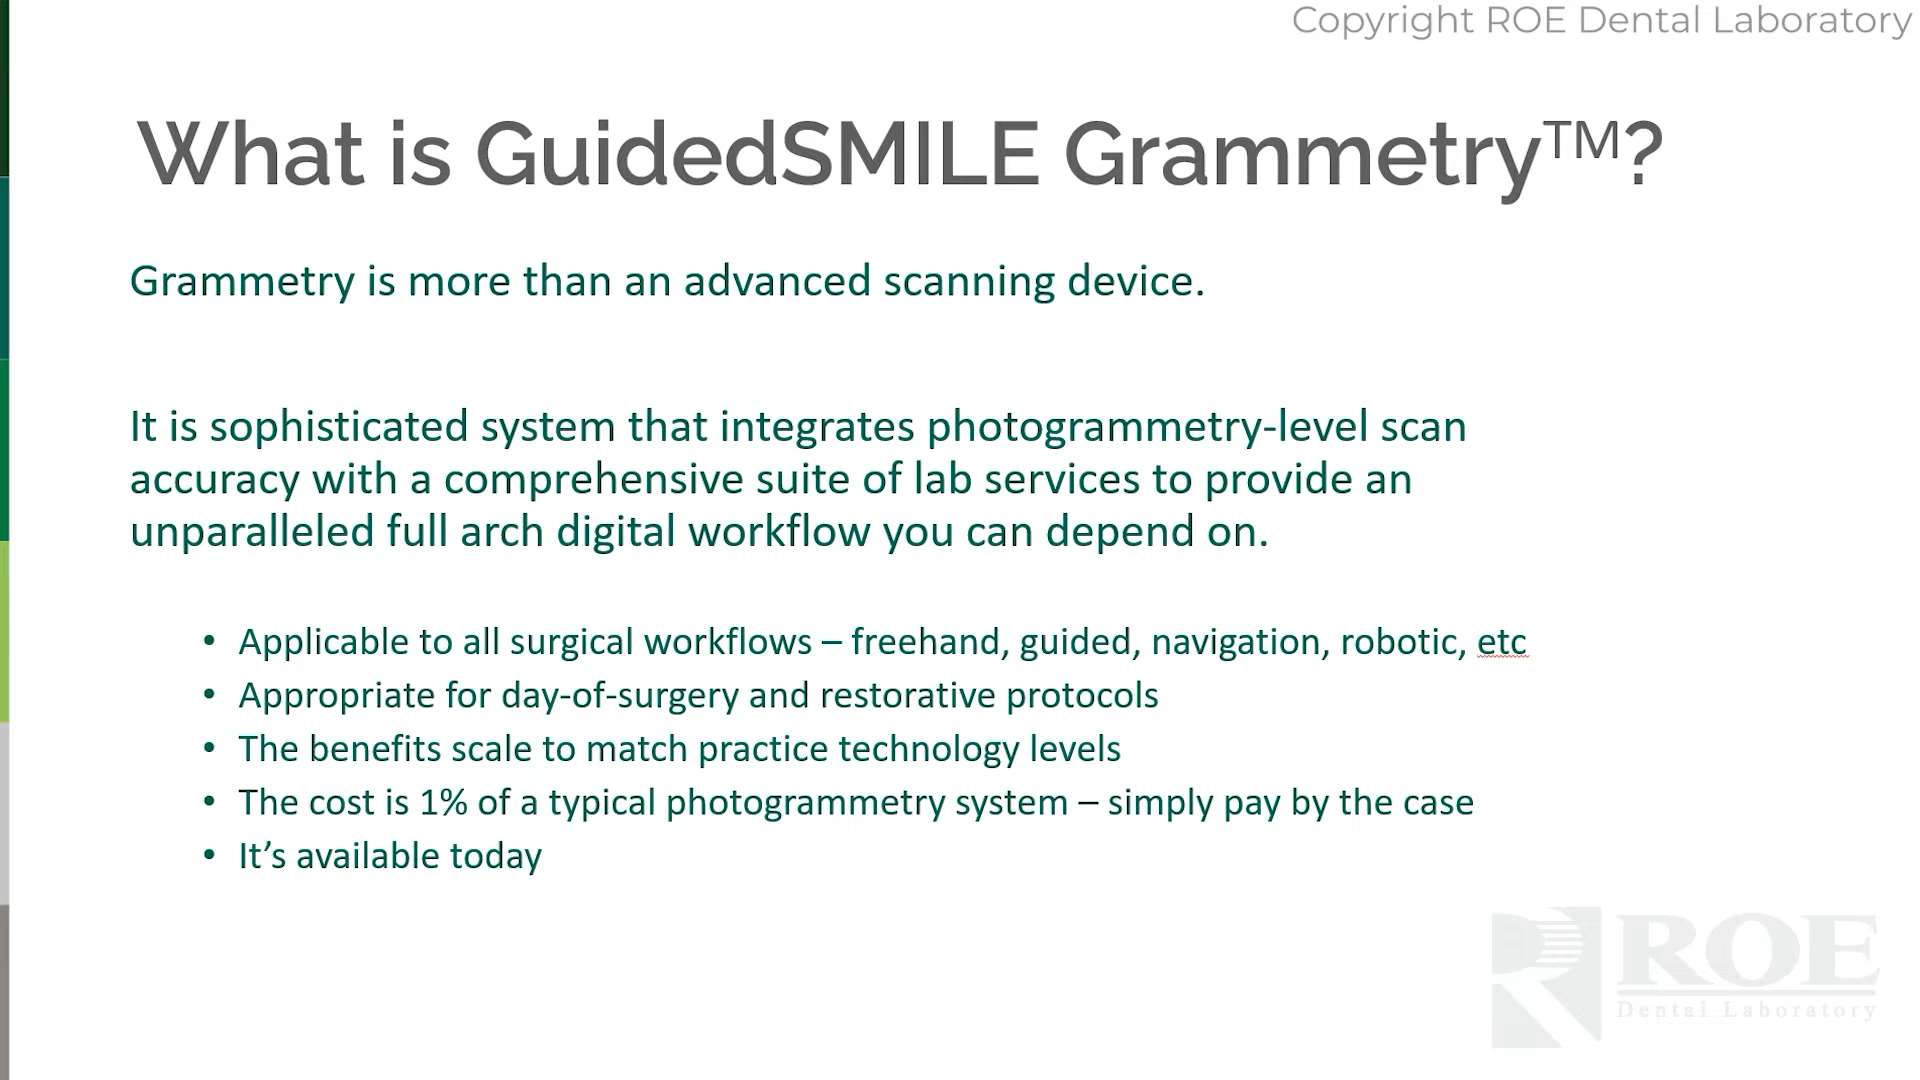 Copyright ROE Dental Laboratory
What is GuidedSMILE Grammetry™?
Grammetry is more than an advanced scanning device.
It is sophisticated system that integrates photogrammetry-level scan
accuracy with a comprehensive suite of lab services to provide an
unparalleled full arch digital workflow you can depend on.
• Applicable to all surgical workflows – freehand, guided, navigation, robotic, etc
• Appropriate for day-of-surgery and restorative protocols
• The benefits scale to match practice technology levels
• The cost is 1% of a typical photogrammetry system – simply pay by the case
• It’s available today
ROE
Dental Laboratory